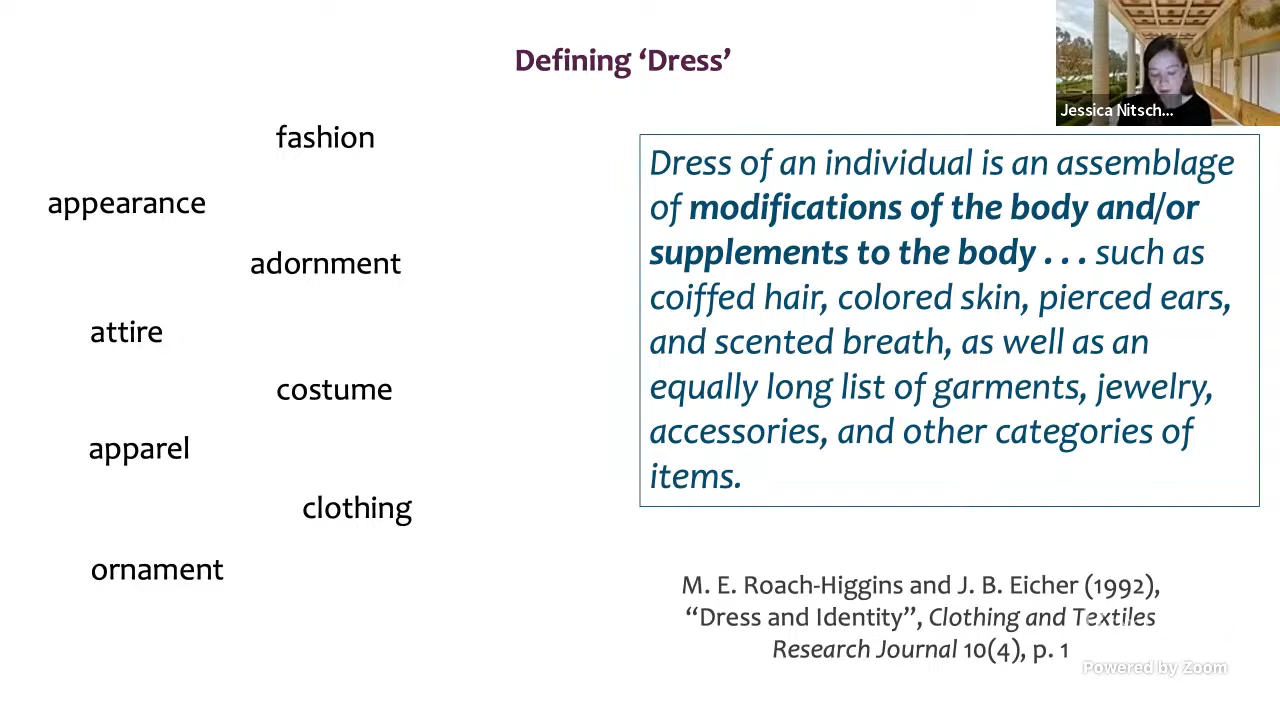 Defining ‘Dress’
Jessica Nitsch...
fashion
appearance
adornment
attire
costume
apparel
clothing
ornament
Dress of an individual is an assemblage
of modifications of the body and/or
supplements to the body . . . such as
coiffed hair, colored skin, pierced ears,
and scented breath, as well as an
equally long list of garments, jewelry,
accessories, and other categories of
items.
M. E. Roach-Higgins and J. B. Eicher (1992),
“Dress and Identity”, Clothing and Textiles
Research Journal 10(4), p. 1
Powered by Zoom